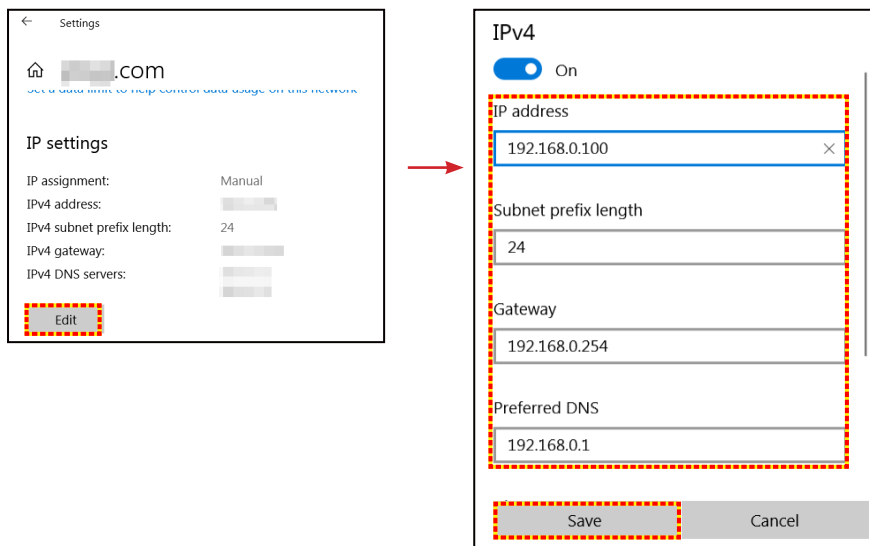 Settings
.com
Set a data limit to help control data usage on this network
IP settings
IP assignment: Manual
IPv4 address:
IPv4 subnet prefix length: 24
IPv4 gateway:
IPv4 DNS servers:
Edit
IPv4
On
IP address
192.168.0.100
Subnet prefix length
24
Gateway
192.168.0.254
Preferred DNS
192.168.0.1
Save Cancel